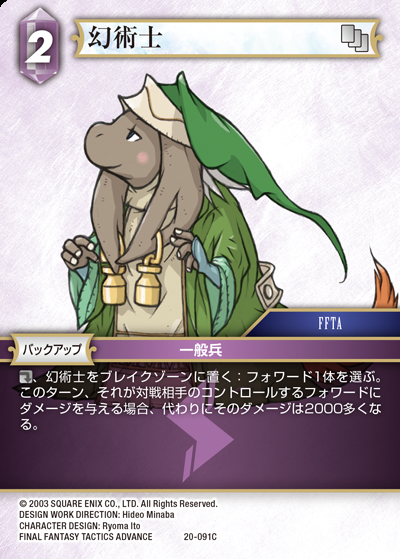 2
幻術士
FFTA
バックアップ
一般兵
、幻術士をブレイクゾーンに置く：フォワード1体を選ぶ。
このターン、それが対戦相手のコントロールするフォワードに
ダメージを与える場合、代わりにそのダメージは2000多くな
る。
© 2003 SQUARE ENIX CO., LTD. All Rights Reserved.
DESIGN WORK DIRECTION: Hideo Minaba
CHARACTER DESIGN: Ryoma Ito
FINAL FANTASY TACTICS ADVANCE 20-091C